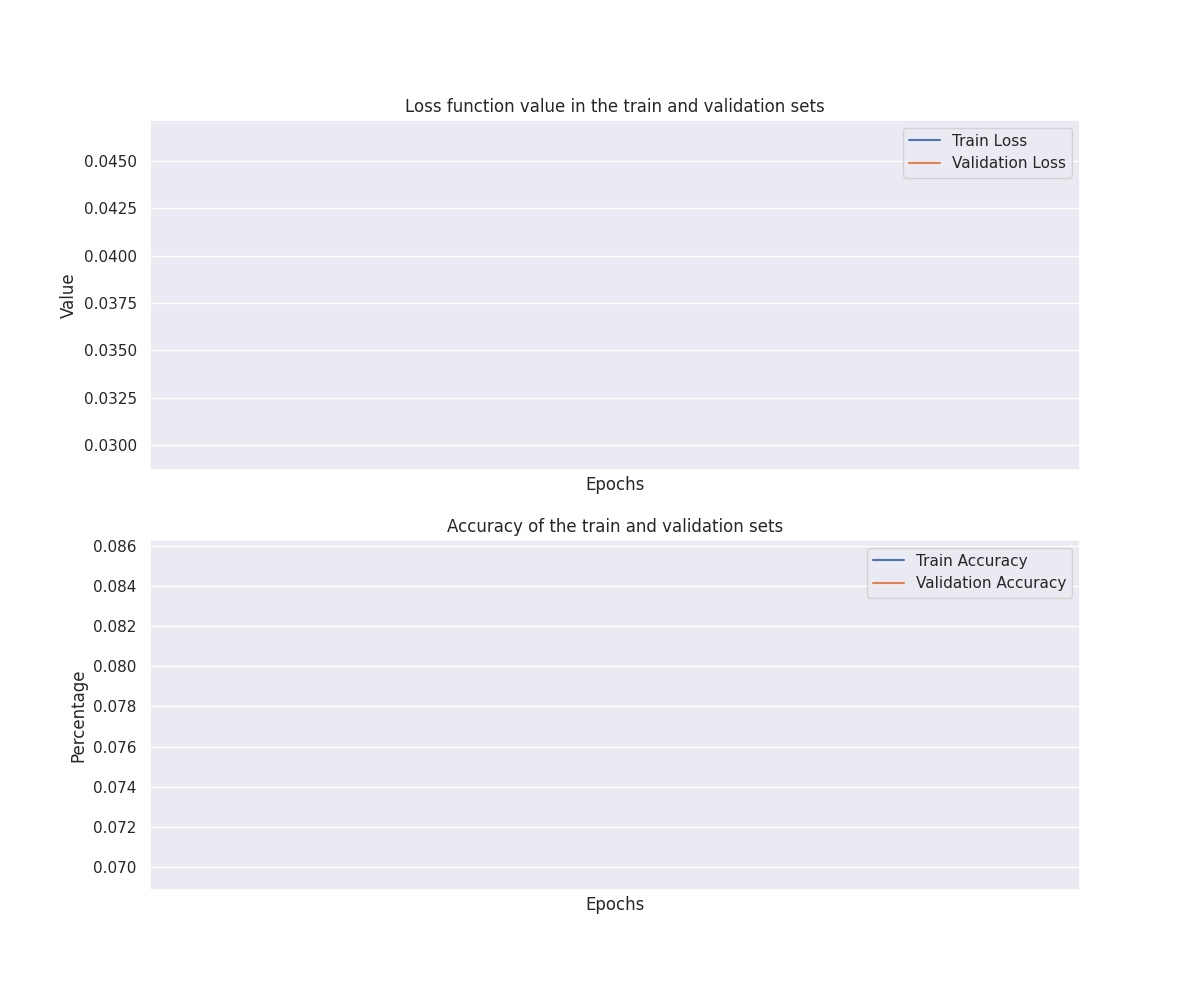 Loss function value in the train and validation sets
Train Loss
Validation Loss
0.0450
0.0425
0.0400
0.0375
0.0350
0.0325
0.0300
Value
Epochs
Accuracy of the train and validation sets
Train Accuracy
Validation Accuracy
0.086
0.084
0.082
0.080
0.078
0.076
0.074
0.072
0.070
Percentage
Epochs